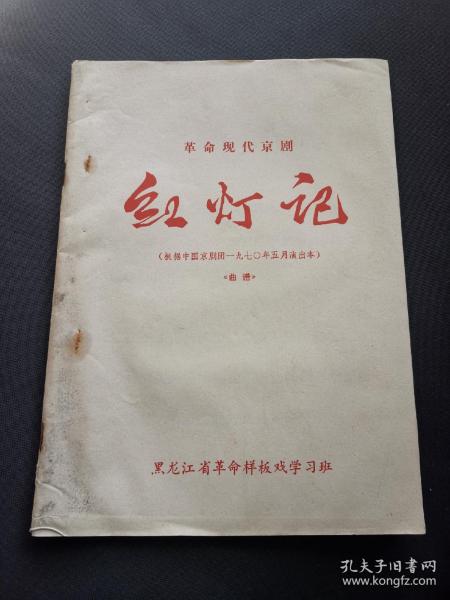 革命现代京剧
红灯记
（根据中国京剧团一九七〇年五月演出本）
《曲谱》
黑龙江省革命样板戏学习班
孔夫子旧书网
www.kongfz.com